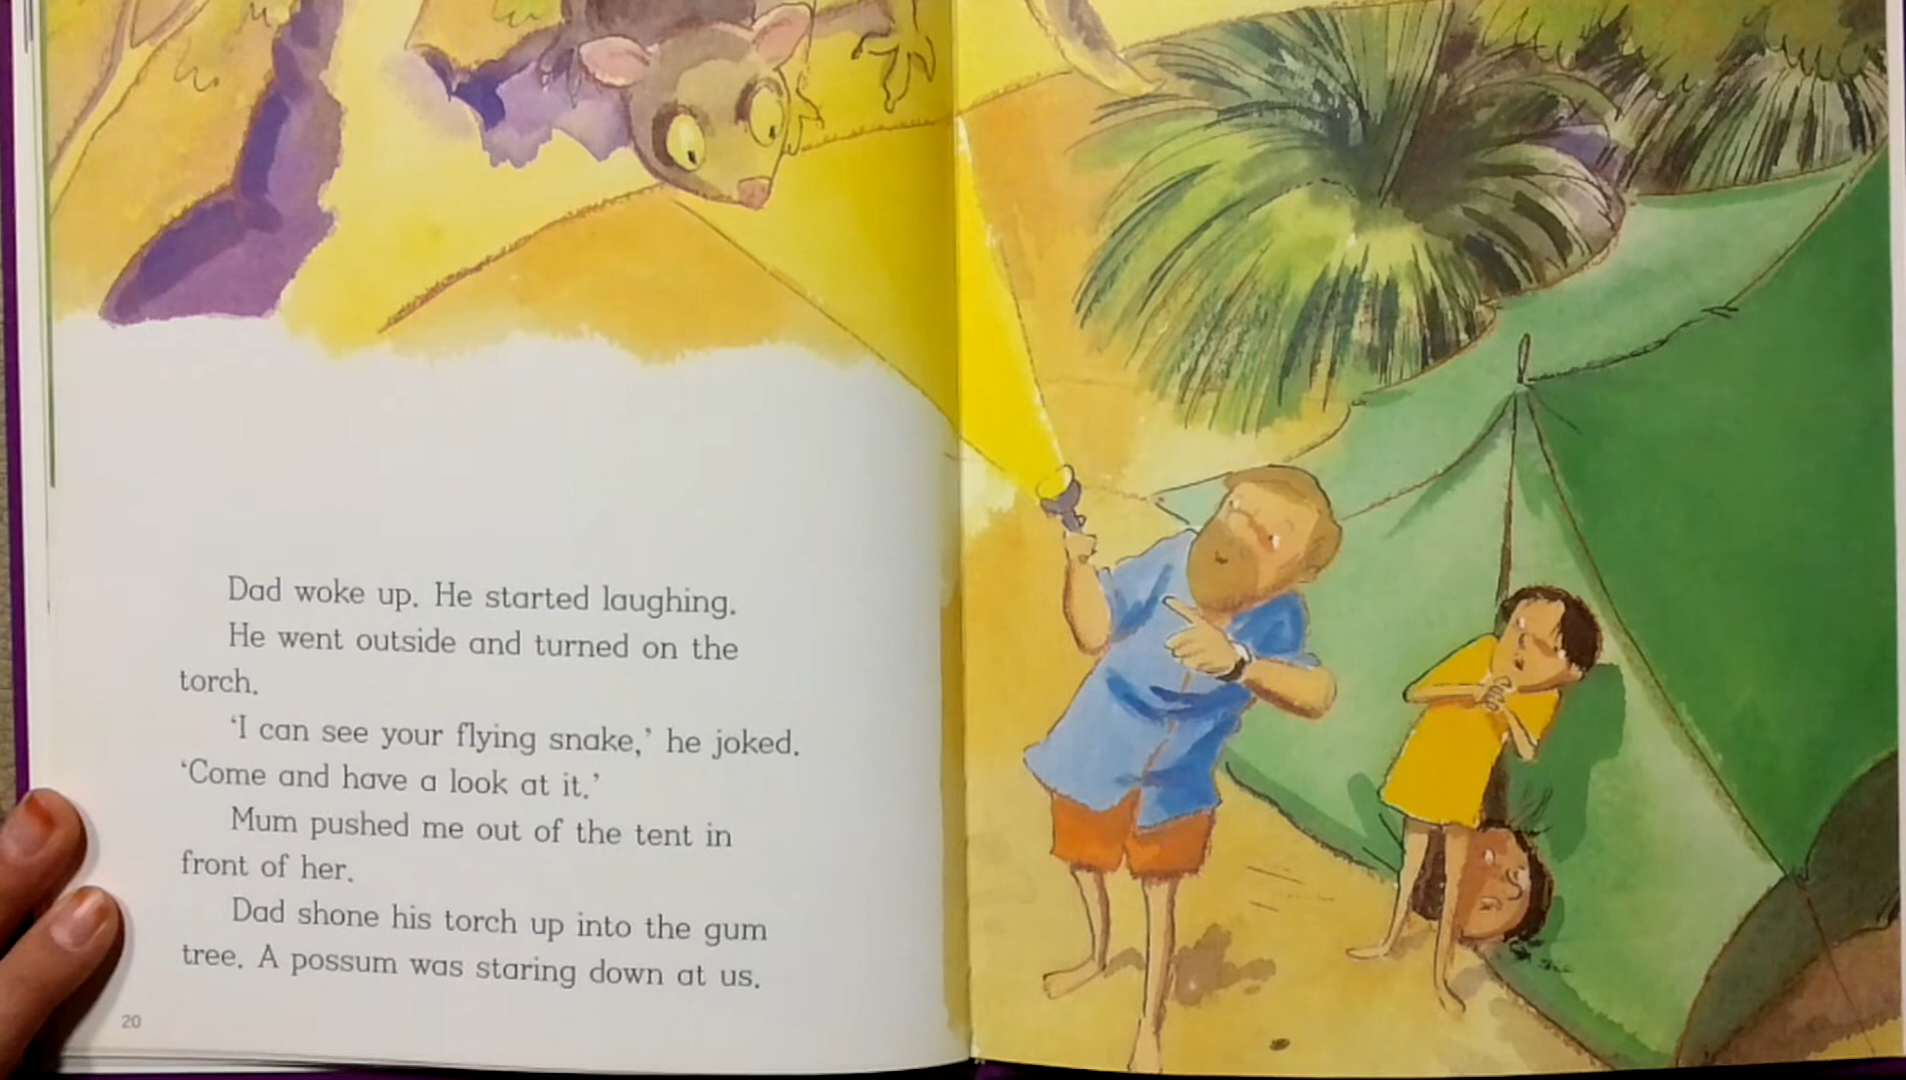 Dad woke up. He started laughing.
He went outside and turned on the
torch.
‘I can see your flying snake,’ he joked.
‘Come and have a look at it.’
Mum pushed me out of the tent in
front of her.
Dad shone his torch up into the gum
tree. A possum was staring down at us.
20